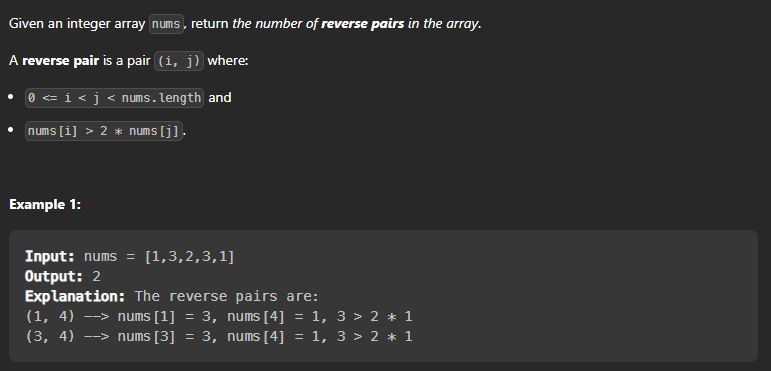 Given an integer array nums, return the number of reverse pairs in the array.
A reverse pair is a pair (i, j) where:
• 0 <= i < j < nums.length and
• nums[i] > 2 * nums[j].
Example 1:
Input: nums = [1,3,2,3,1]
Output: 2
Explanation: The reverse pairs are:
(1, 4) --> nums[1] = 3, nums[4] = 1, 3 > 2 * 1
(3, 4) --> nums[3] = 3, nums[4] = 1, 3 > 2 * 1